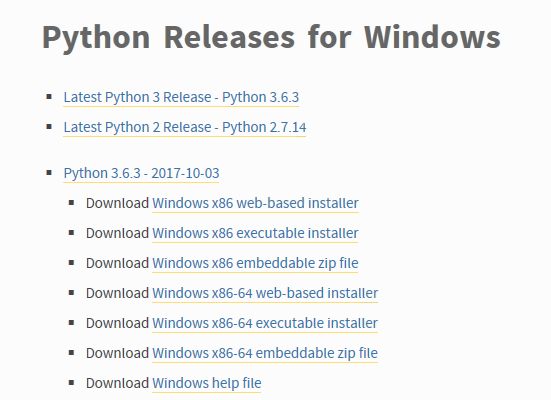 Python Releases for Windows
Latest Python 3 Release - Python 3.6.3
Latest Python 2 Release - Python 2.7.14
Python 3.6.3 - 2017-10-03
Download Windows x86 web-based installer
Download Windows x86 executable installer
Download Windows x86 embeddable zip file
Download Windows x86-64 web-based installer
Download Windows x86-64 executable installer
Download Windows x86-64 embeddable zip file
Download Windows help file